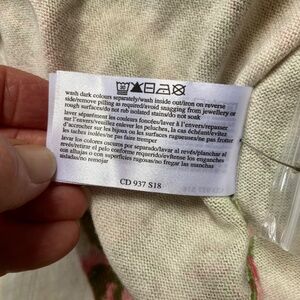 wash dark colours separately/wash inside out/iron on reverse
side/remove pilling as required/avoid snagging from jewellery or
rough surfaces/do not rub isolated stains/do not soak
laver séparément les couleurs foncées/laver à l'envers/repasser
sur l'envers/veuillez enlever les peluches, le cas échéant/évitez
d'accrocher sur les bijoux ou les surfaces rugueuses/ne pas frotter
les taches isolées/ne pas faire tremper
lavar los colores oscuros por separado/lavar al revés/planchar al
revés/retirar el pelo conforme requerido/evítense los enganches
con alhajas o con superficies rugosas/no fregar las manchas
aisladas/no remojar
CD 937 S18